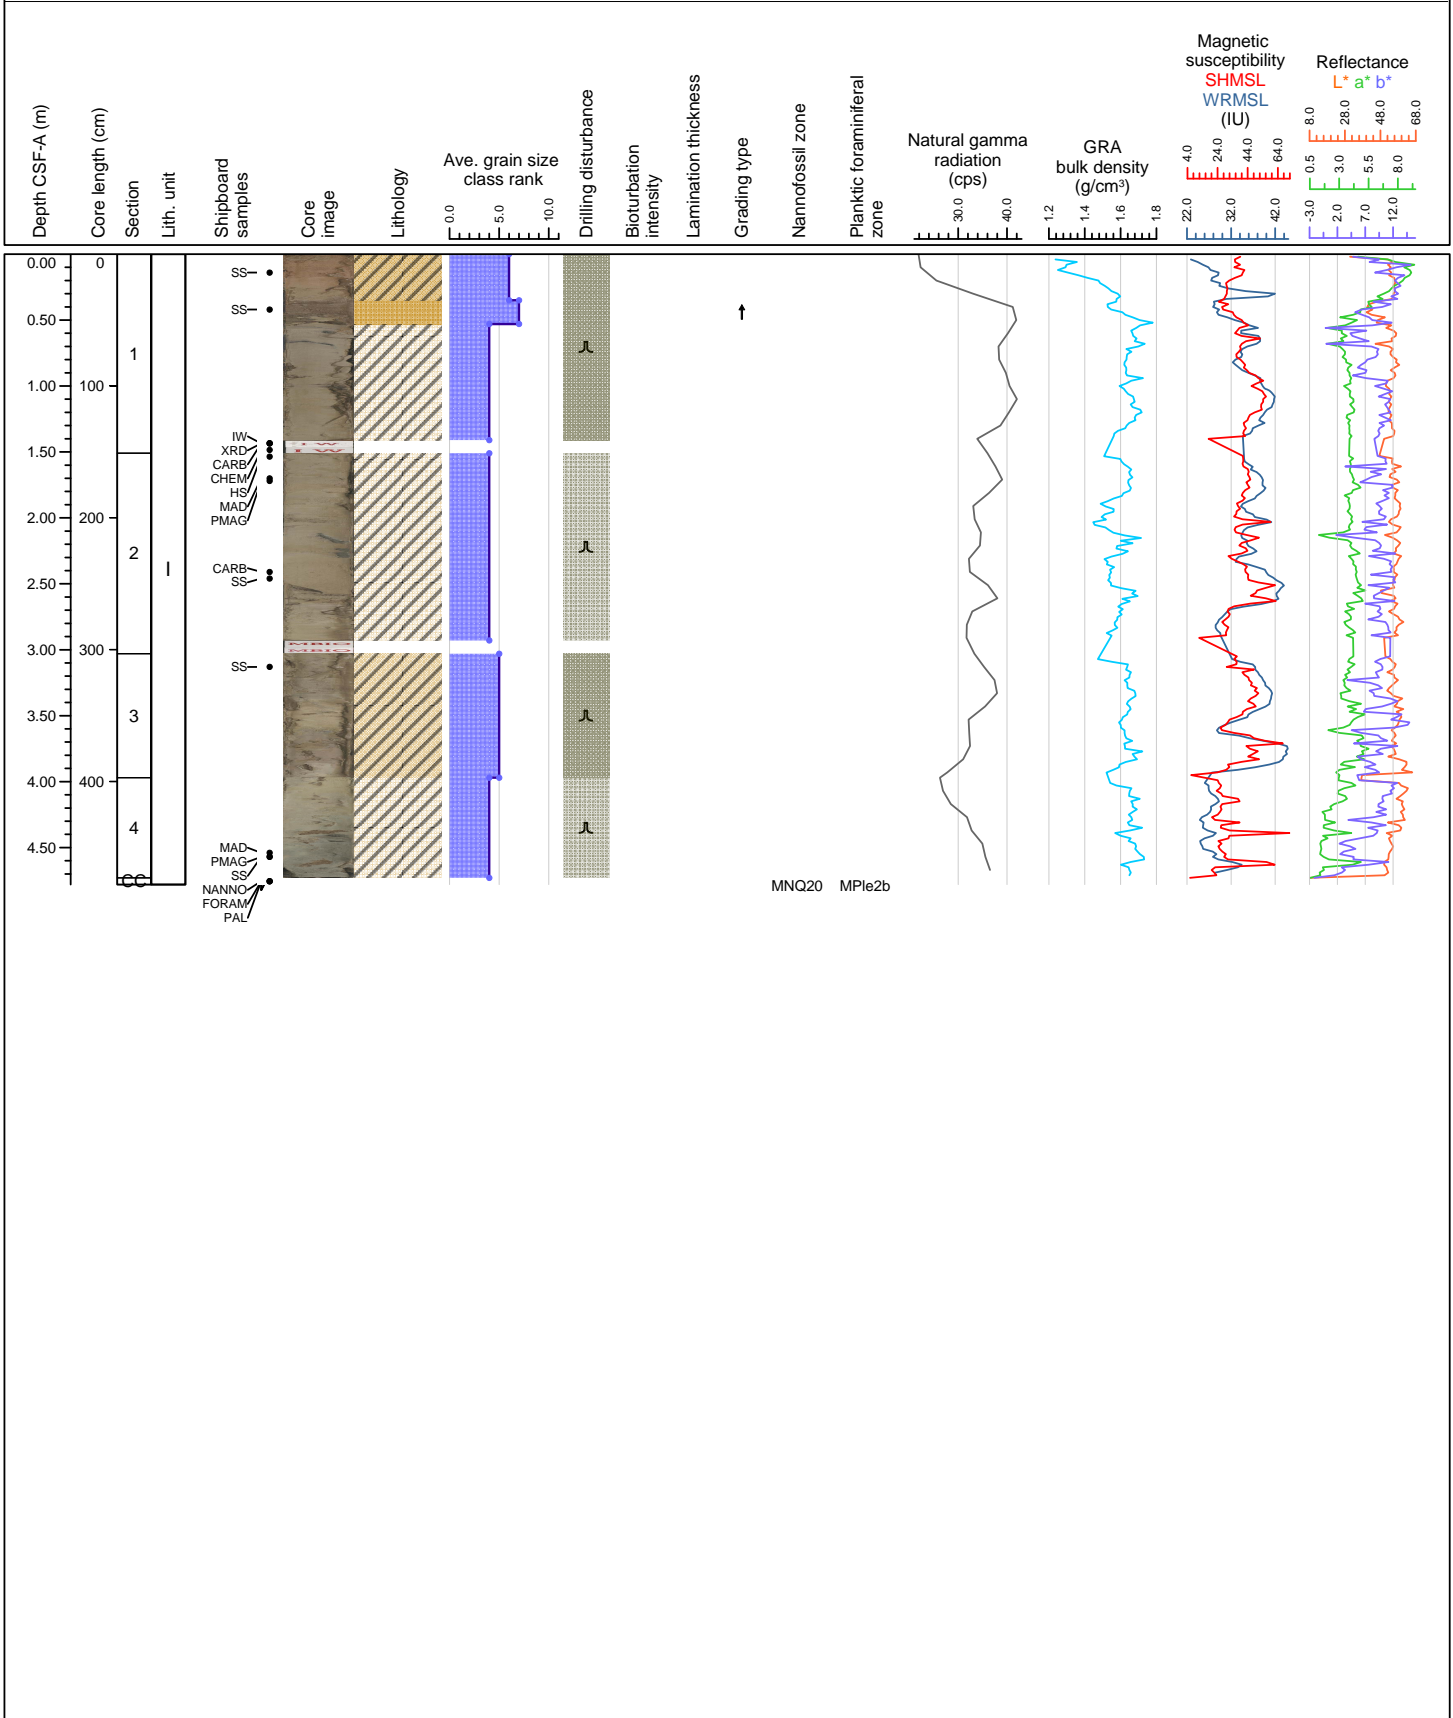 Depth CSF-A (m)
Core length (cm)
Section
Lith. unit
Shipboard
samples
Core
image
Lithology
Ave. grain size
class rank
0.0
5.0
10.0
Drilling disturbance
Bioturbation
intensity
Lamination thickness
Grading type
Nannofossil zone
Planktic foraminiferal
zone
Natural gamma
radiation
(cps)
30.0
40.0
GRA
bulk density
(g/cm³)
1.2
1.4
1.6
1.8
Magnetic
susceptibility
SHMSL
WRMSL
(IU)
4.0
24.0
44.0
64.0
22.0
32.0
42.0
Reflectance
L* a* b*
8.0
28.0
48.0
68.0
0.5
3.0
5.5
8.0
-3.0
2.0
7.0
12.0
0.00
0.50
1.00
1.50
2.00
2.50
3.00
3.50
4.00
4.50
0
100
200
300
400
1
2
3
4
CC
I
SS
SS
IW
XRD
CARB
CHEM
HS
MAD
PMAG
CARB
SS
SS
MAD
PMAG
SS
NANNO
FORAM
PAL
I W
I W
MBIO
MBIO
MNQ20 MPle2b